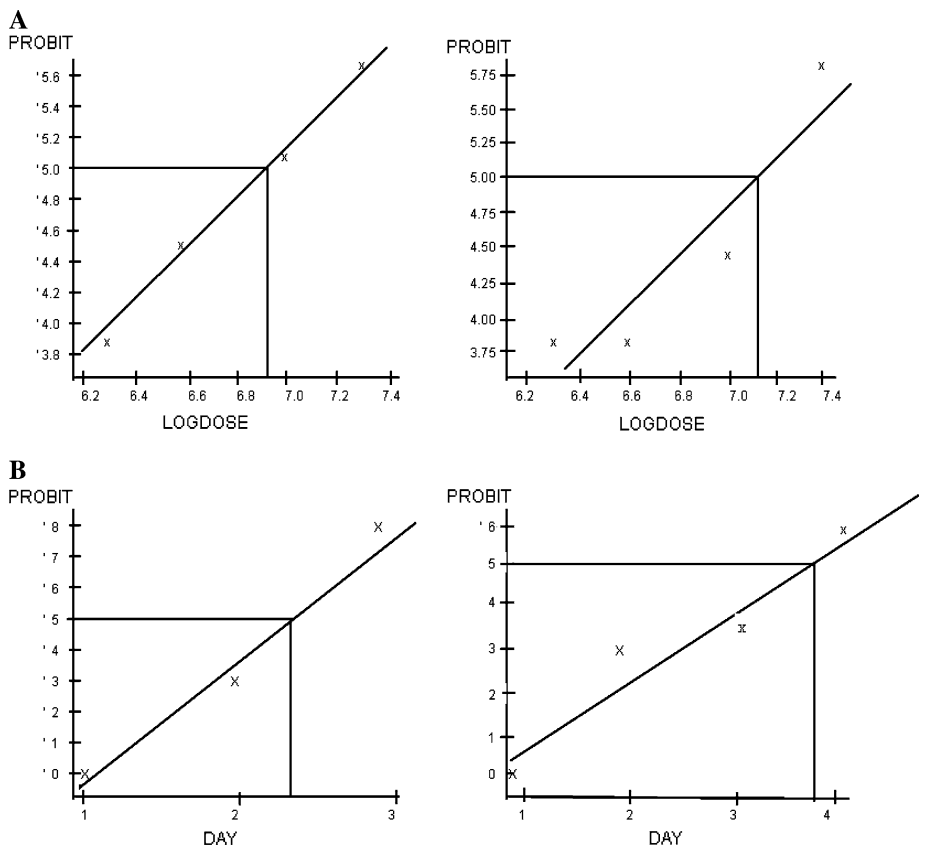 A
PROBIT
' 5.6
' 5.4
' 5.2
' 5.0
' 4.8
' 4.6
' 4.4
' 4.2
' 4.0
' 3.8
6.2 6.4 6.6 6.8 7.0 7.2 7.4
LOGDOSE
PROBIT
5.75
5.50
5.25
5.00
4.75
4.50
4.25
4.00
3.75
6.2 6.4 6.6 6.8 7.0 7.2 7.4
LOGDOSE
B
PROBIT
' 8
' 7
' 6
' 5
' 4
' 3
' 2
' 1
' 0
1 2 3
DAY
PROBIT
' 6
5
4
3
2
1
0
1 2 3 4
DAY